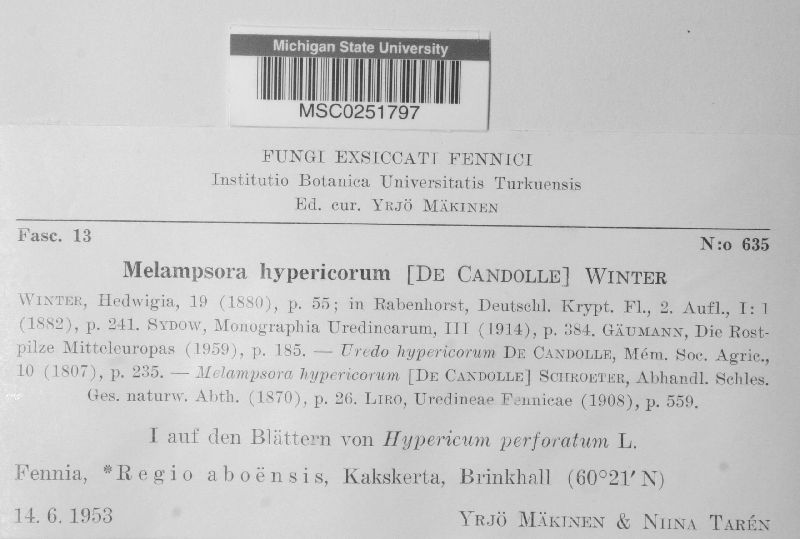 Michigan State University
MSC0251797
FUNGI EXSICCATI FENNICI
Institutio Botanica Universitatis Turkuensis
Ed. cur. YRJÖ MÄKINEN
Fasc. 13
N:o 635
Melampsora hypericorum [DE CANDOLLE] WINTER
WINTER, Hedwigia, 19 (1880), p. 55; in Rabenhorst, Deutschl. Krypt. Fl., 2. Aufl., I: 1
(1882), p. 241. SYDOW, Monographia Uredinearum, III (1914), p. 384. GÄUMANN, Die Rost-
pilze Mitteleuropas (1959), p. 185. — Uredo hypericorum DE CANDOLLE, Mém. Soc. Agric.,
10 (1807), p. 235. — Melampsora hypericorum [DE CANDOLLE] SCHROETER, Abhandl. Schles.
Ges. naturw. Abth. (1870), p. 26. LIRO, Uredineae Fennicae (1908), p. 559.
I auf den Blättern von Hypericum perforatum L.
Fennia, *Regio aboënsis, Kakskerta, Brinkhall (60°21′ N)
14. 6. 1953
YRJÖ MÄKINEN & NIINA TARÉN